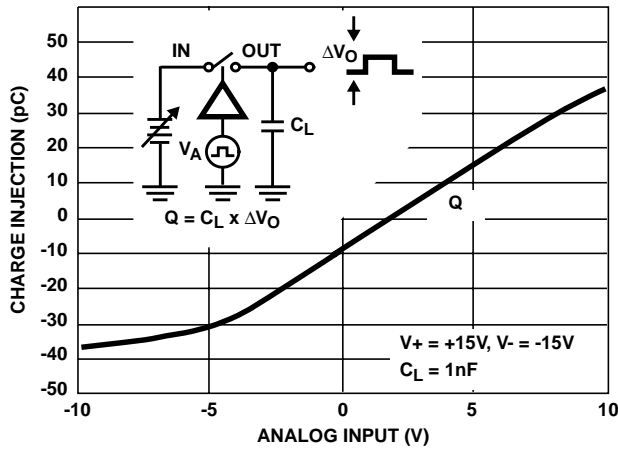 CHARGE INJECTION (pC)
60
50
40
30
20
10
0
-10
-20
-30
-40
-50
IN
OUT
ΔVO
VA
CL
Q = CL x ΔVO
Q
V+ = +15V, V- = -15V
CL = 1nF
-10
-5
0
5
10
ANALOG INPUT (V)